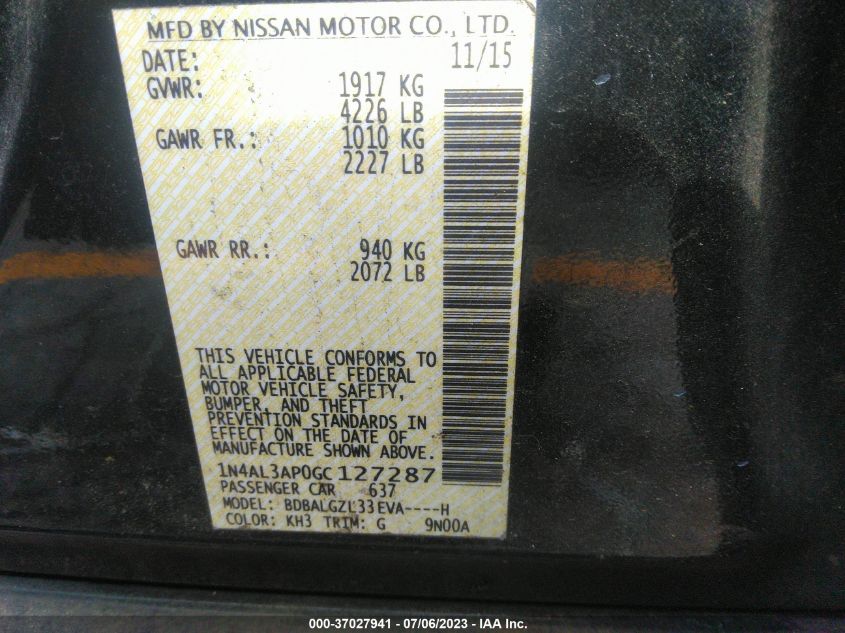 MFD BY NISSAN MOTOR CO., LTD.
DATE: 11/15
GVWR: 1917 KG
4226 LB
GAWR FR.: 1010 KG
2227 LB
GAWR RR.: 940 KG
2072 LB
THIS VEHICLE CONFORMS TO
ALL APPLICABLE FEDERAL
MOTOR VEHICLE SAFETY,
BUMPER, AND THEFT
PREVENTION STANDARDS IN
EFFECT ON THE DATE OF
MANUFACTURE SHOWN ABOVE.
1N4AL3AP0GC127287
PASSENGER CAR 637
MODEL: BDBALGZL33EVA----H
COLOR: KH3 TRIM: G 9N00A
000-37027941 - 07/06/2023 - IAA Inc.